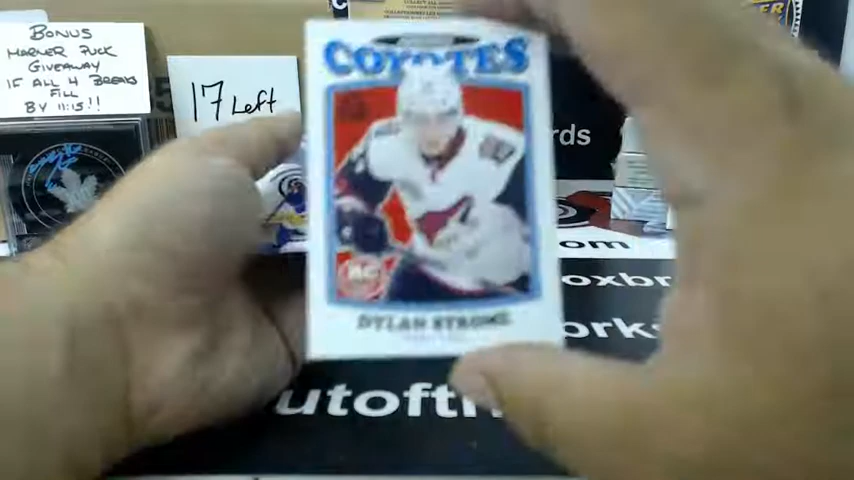 BONUS
MARNER PUCK
GIVEAWAY
IF ALL 4 BREAKS
FILL
BY 11:15!!
17 Left
COYOTES
RC
DYLAN STROME
rds
om
oxbr
works
utofth